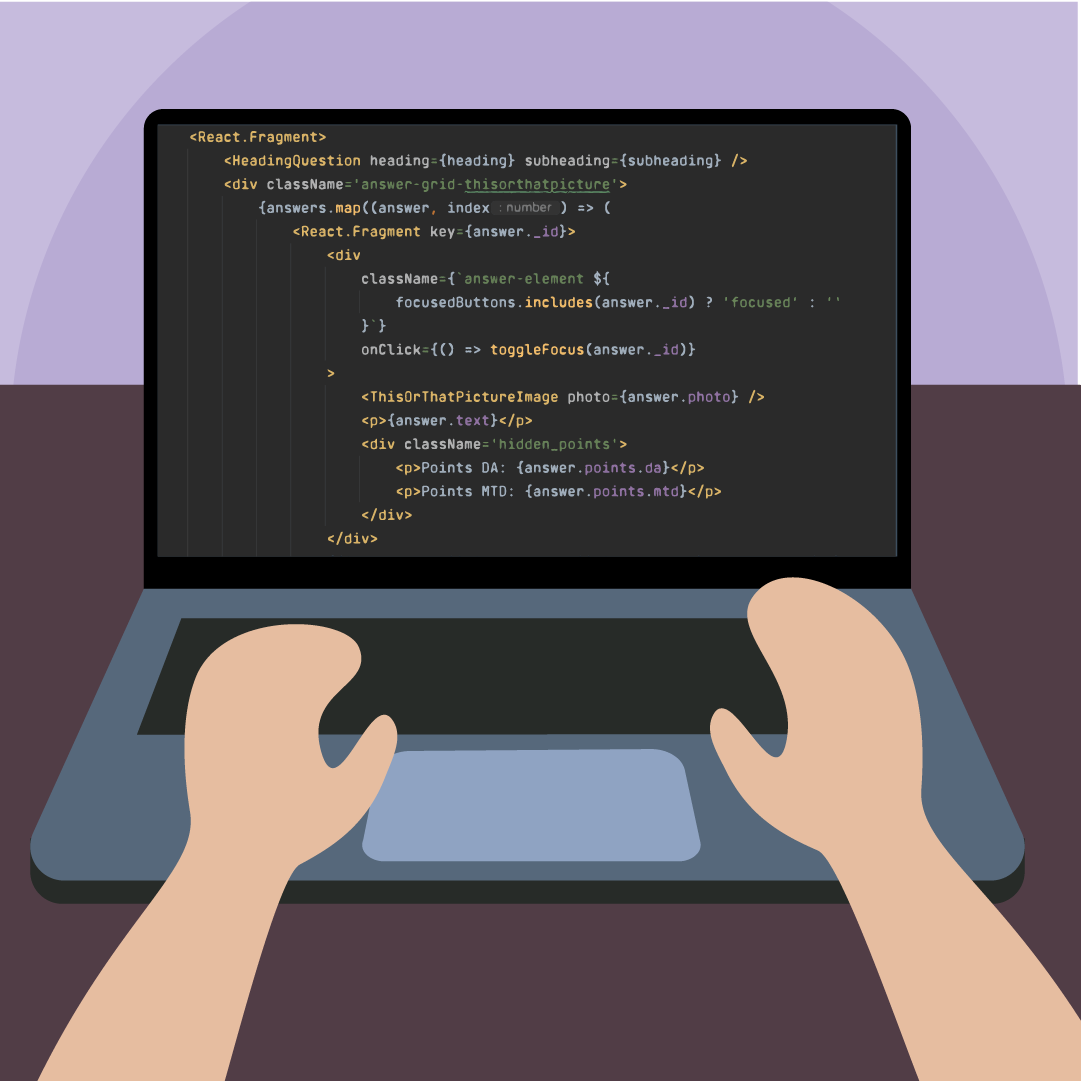 <React.Fragment>
<HeadingQuestion heading={heading} subheading={subheading} />
<div className='answer-grid-thisorthatpicture'>
{answers.map((answer, index : number ) => (
<React.Fragment key={answer._id}>
<div
className={`answer-element ${
focusedButtons.includes(answer._id) ? 'focused' : ''
}`}
onClick={() => toggleFocus(answer._id)}
>
<ThisOrThatPictureImage photo={answer.photo} />
<p>{answer.text}</p>
<div className='hidden_points'>
<p>Points DA: {answer.points.da}</p>
<p>Points MTD: {answer.points.mtd}</p>
</div>
</div>